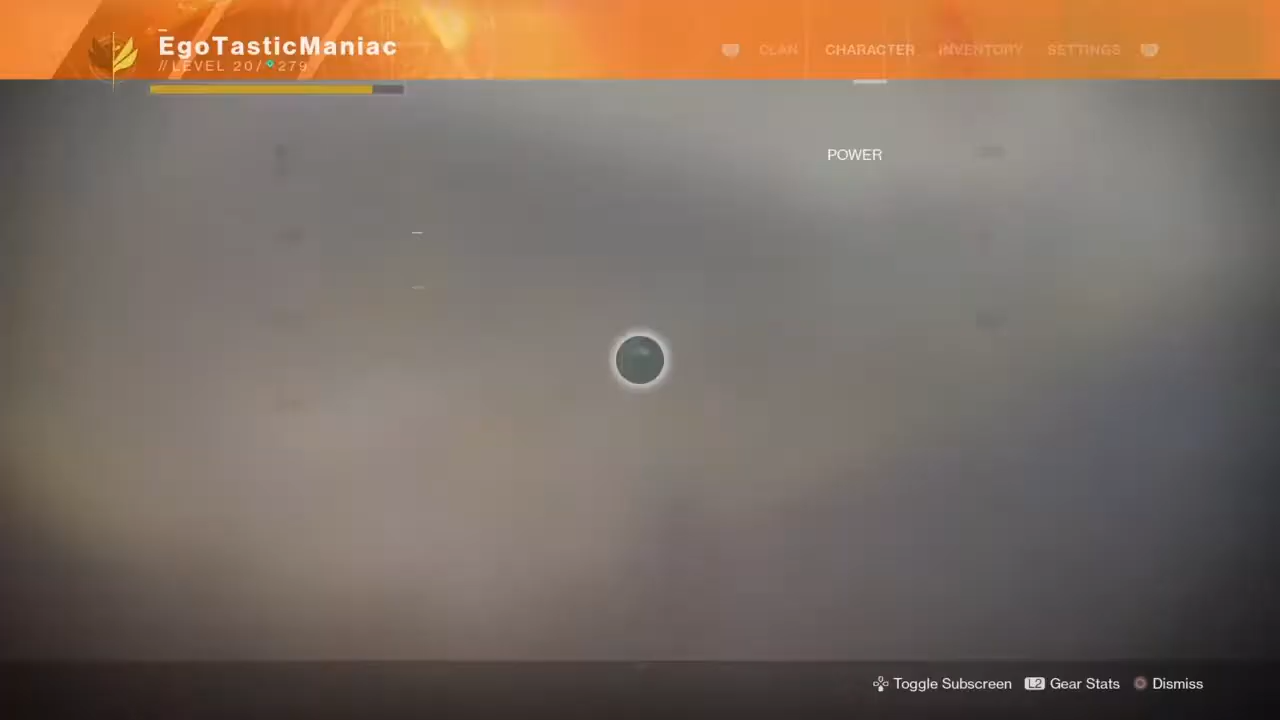 EgoTasticManiac
//LEVEL 20/ 279
CLAN
CHARACTER
INVENTORY
SETTINGS
POWER
Toggle Subscreen
L2 Gear Stats
Dismiss